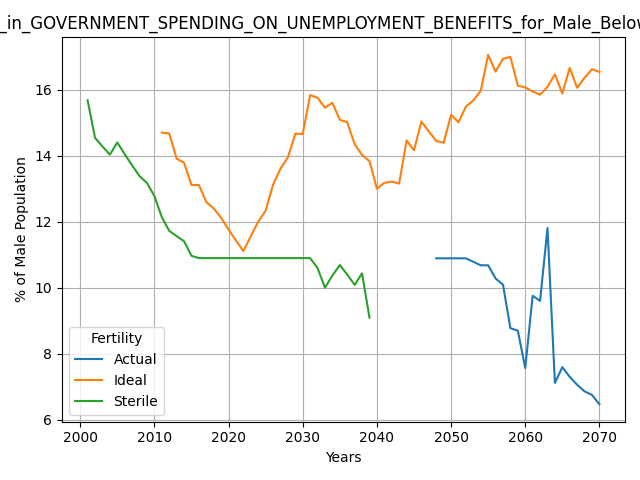 _in_GOVERNMENT_SPENDING_ON_UNEMPLOYMENT_BENEFITS_for_Male_Below
16
14
12
10
8
6
% of Male Population
Fertility
Actual
Ideal
Sterile
2000 2010 2020 2030 2040 2050 2060 2070
Years